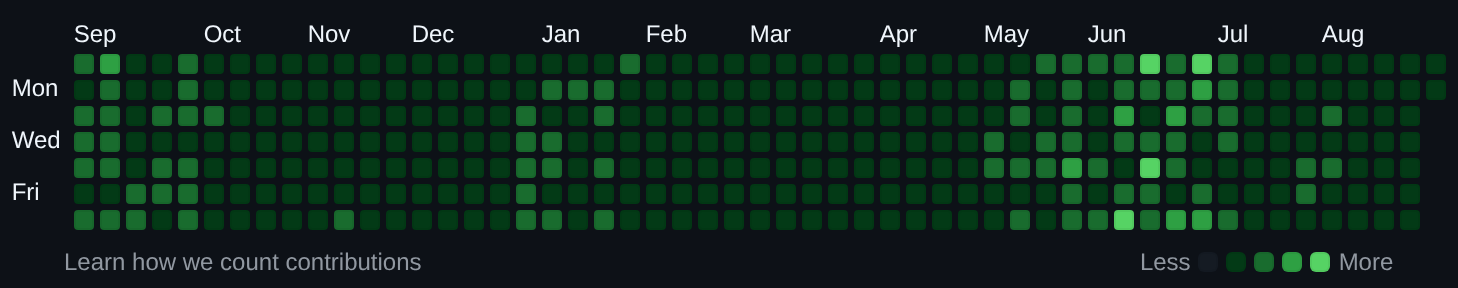 Sep Oct Nov Dec Jan Feb Mar Apr May Jun Jul Aug
Mon
Wed
Fri
Learn how we count contributions
Less More